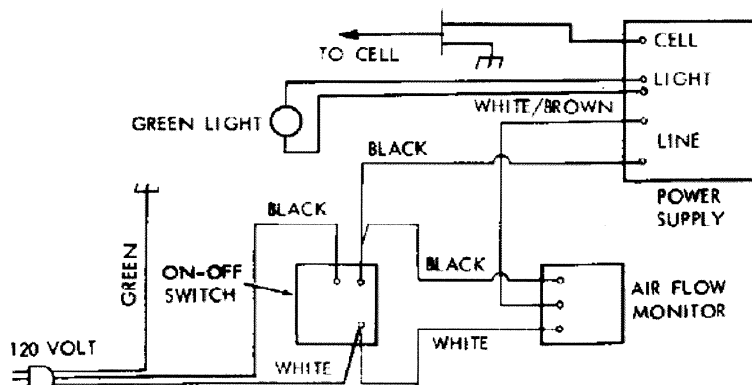 TO CELL
CELL
LIGHT
WHITE/BROWN
GREEN LIGHT
LINE
BLACK
POWER
SUPPLY
BLACK
GREEN
ON-OFF
SWITCH
BLACK
AIR FLOW
MONITOR
120 VOLT
WHITE
WHITE